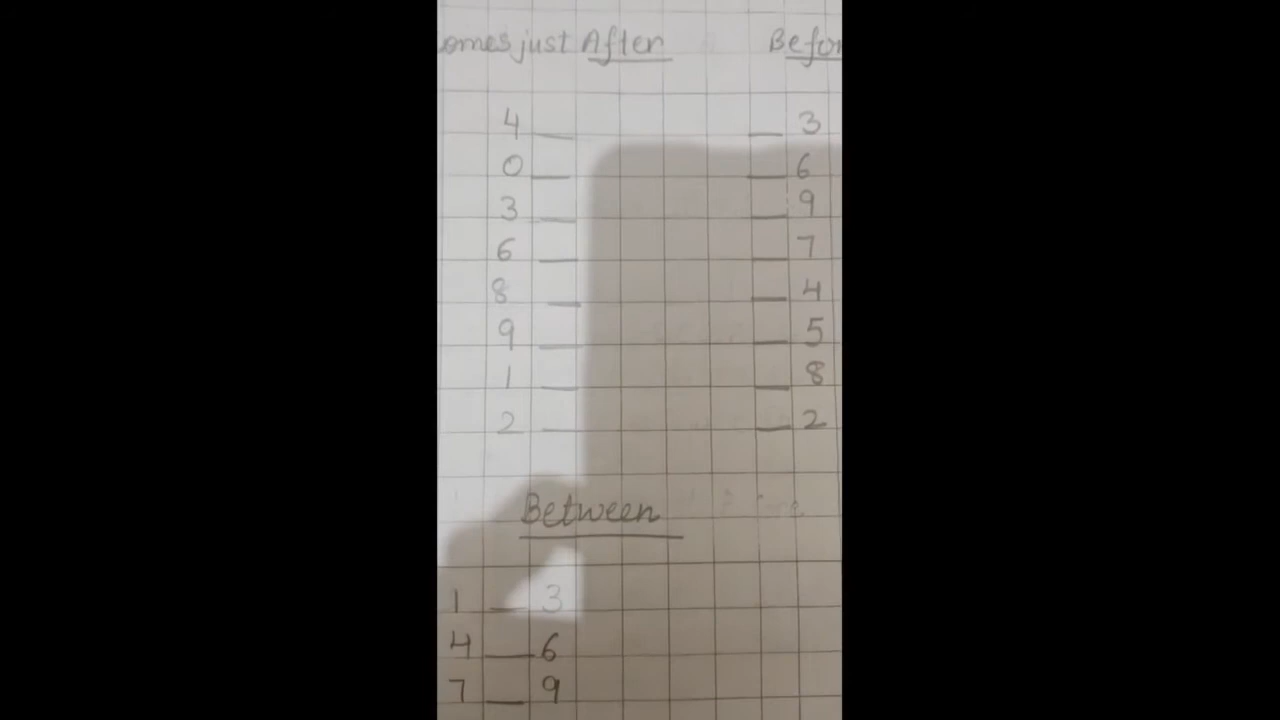 omes just After
4 __
0 __
3 __
6 __
8 __
9 __
1 __
2 __
Befor
__ 3
__ 6
__ 9
__ 7
__ 4
__ 5
__ 8
__ 2
Between
1 __ 3
4 __ 6
7 __ 9